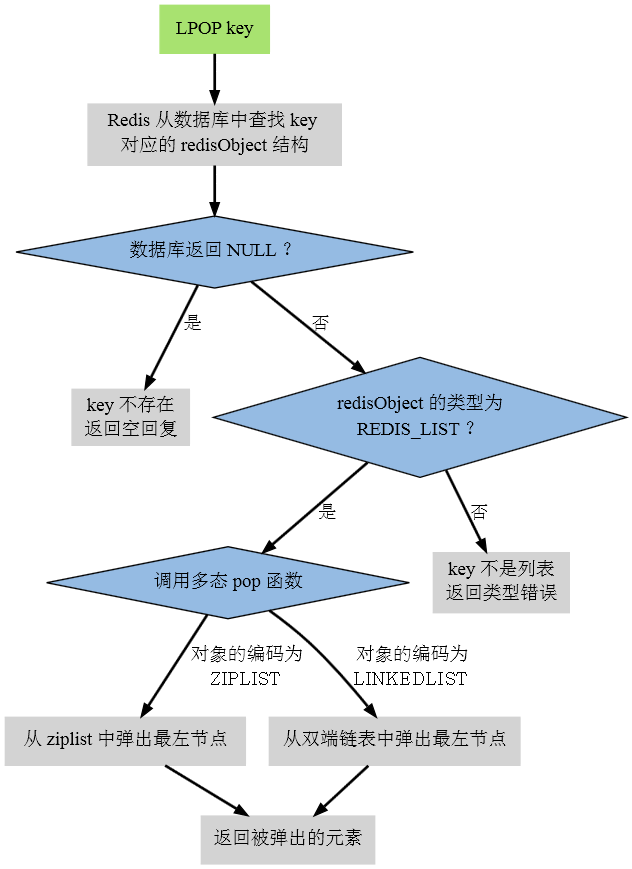 LPOP key
Redis 从数据库中查找 key
对应的 redisObject 结构
数据库返回 NULL ?
是
否
key 不存在
返回空回复
redisObject 的类型为
REDIS_LIST ?
是
否
key 不是列表
返回类型错误
调用多态 pop 函数
对象的编码为
ZIPLIST
对象的编码为
LINKEDLIST
从 ziplist 中弹出最左节点
从双端链表中弹出最左节点
返回被弹出的元素